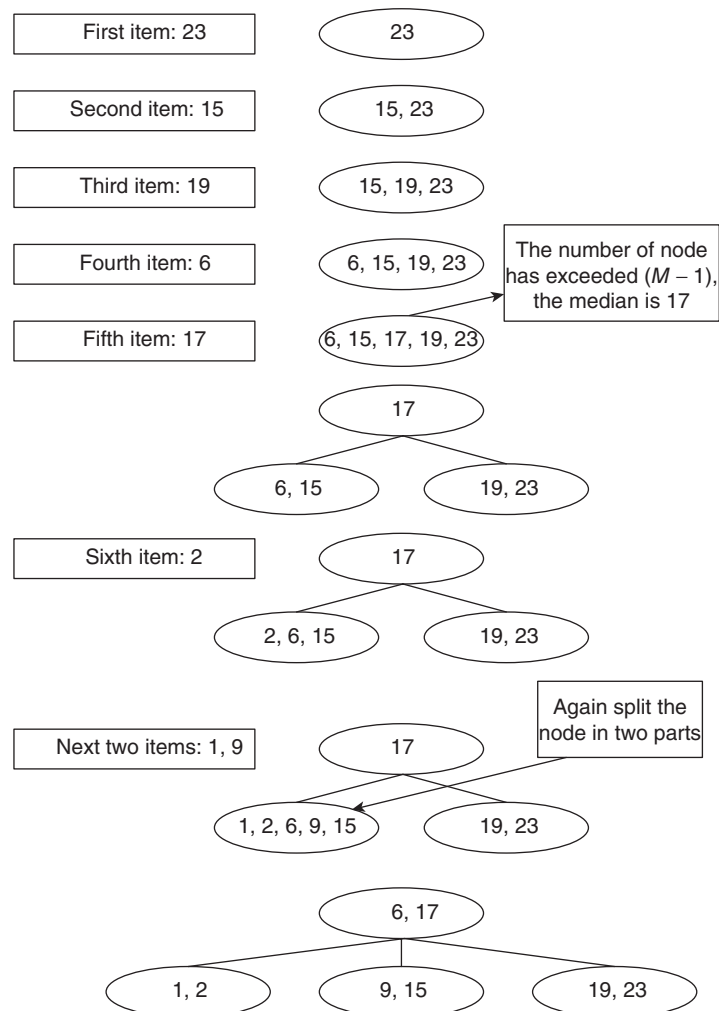 First item: 23
23
Second item: 15
15, 23
Third item: 19
15, 19, 23
Fourth item: 6
6, 15, 19, 23
The number of node
has exceeded (M – 1),
the median is 17
Fifth item: 17
6, 15, 17, 19, 23
17
6, 15
19, 23
Sixth item: 2
17
2, 6, 15
19, 23
Again split the
node in two parts
Next two items: 1, 9
17
1, 2, 6, 9, 15
19, 23
6, 17
1, 2
9, 15
19, 23